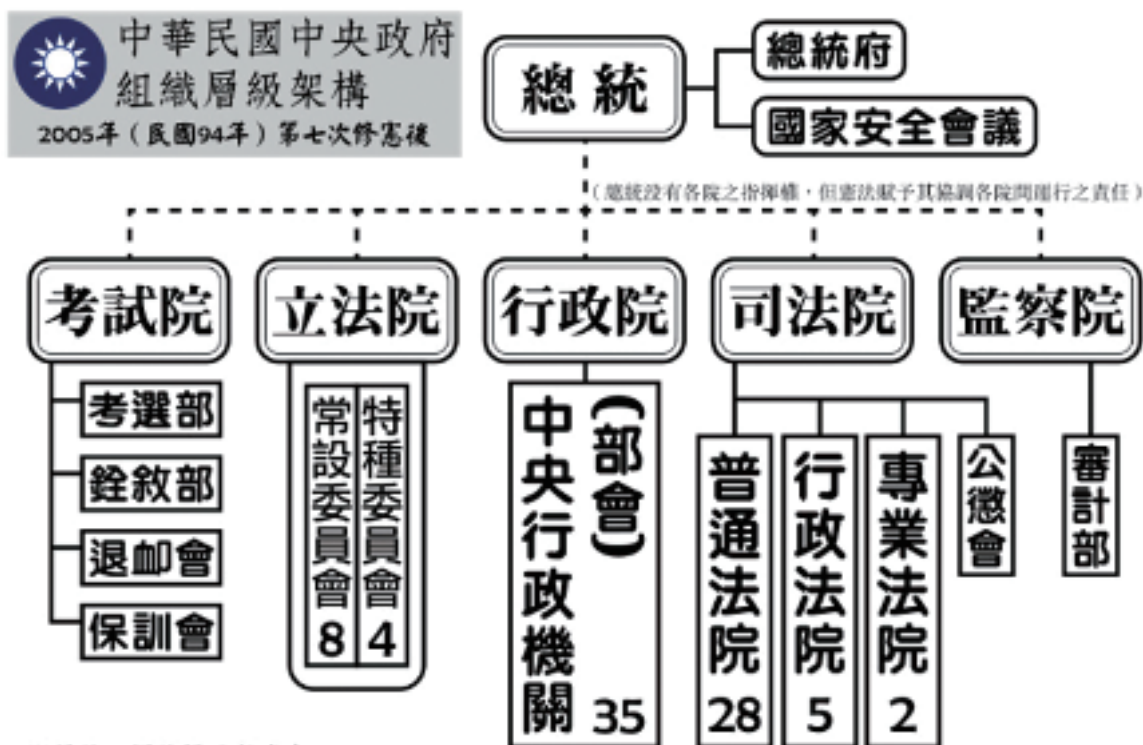 中華民國中央政府
組織層級架構
2005年（民國94年）第七次修憲後
總統
總統府
國家安全會議
（總統沒有各院之指揮權，但憲法賦予其協調各院間運行之責任）
考試院
立法院
行政院
司法院
監察院
考選部
銓敘部
退卹會
保訓會
常設委員會8
特種委員會4
中央行政機關
（部會）35
普通法院28
行政法院5
專業法院2
公懲會
審計部